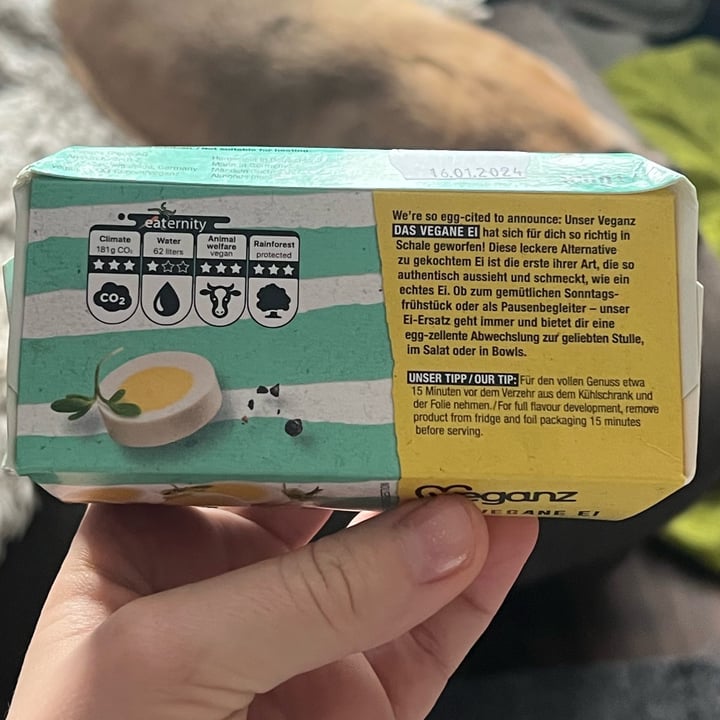 Not suitable for heating.
16.01.2024
eaternity
Climate
181g CO₂
Water
62 liters
Animal
welfare
vegan
Rainforest
protected
CO₂
We're so egg-cited to announce: Unser Veganz
DAS VEGANE EI hat sich für dich so richtig in
Schale geworfen! Diese leckere Alternative
zu gekochtem Ei ist die erste ihrer Art, die so
authentisch aussieht und schmeckt, wie ein
echtes Ei. Ob zum gemütlichen Sonntags-
frühstück oder als Pausenbegleiter – unser
Ei-Ersatz geht immer und bietet dir eine
egg-zellente Abwechslung zur geliebten Stulle,
im Salat oder in Bowls.
UNSER TIPP/OUR TIP: Für den vollen Genuss etwa
15 Minuten vor dem Verzehr aus dem Kühlschrank und
der Folie nehmen./For full flavour development, remove
product from fridge and foil packaging 15 minutes
before serving.
Veganz
VEGANE EI